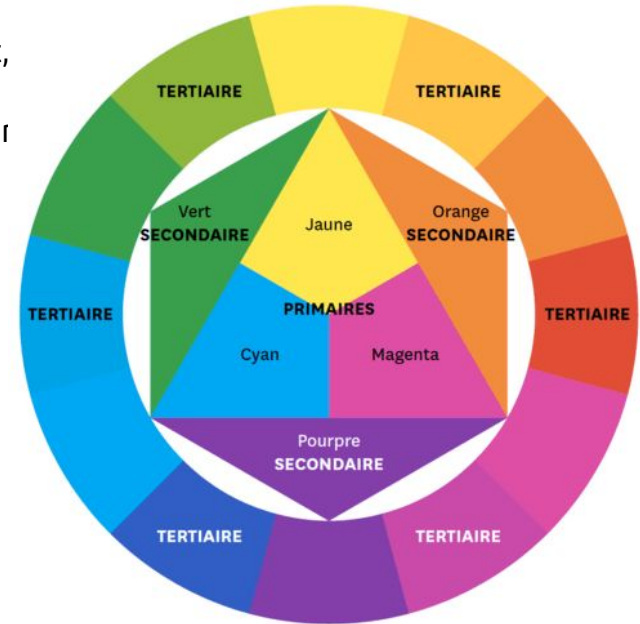 TERTIAIRE
TERTIAIRE
Vert
SECONDAIRE
Jaune
Orange
SECONDAIRE
TERTIAIRE
PRIMAIRES
TERTIAIRE
Cyan
Magenta
Pourpre
SECONDAIRE
TERTIAIRE
TERTIAIRE